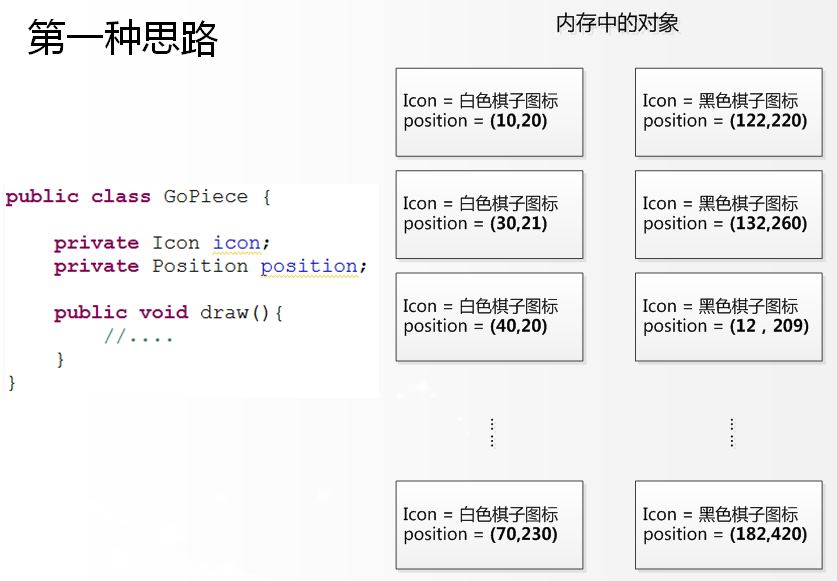 第一种思路
public class GoPiece {
private Icon icon;
private Position position;
public void draw(){
//....
}
}
内存中的对象
Icon = 白色棋子图标
position = (10,20)
Icon = 黑色棋子图标
position = (122,220)
Icon = 白色棋子图标
position = (30,21)
Icon = 黑色棋子图标
position = (132,260)
Icon = 白色棋子图标
position = (40,20)
Icon = 黑色棋子图标
position = (12 , 209)
Icon = 白色棋子图标
position = (70,230)
Icon = 黑色棋子图标
position = (182,420)